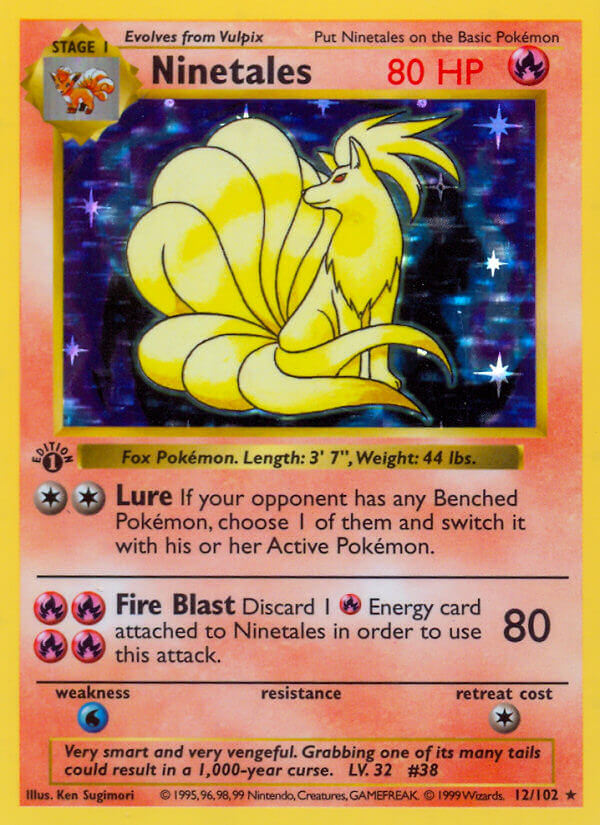 Evolves from Vulpix Put Ninetales on the Basic Pokémon
STAGE 1
Ninetales 80 HP
EDITION
1
Fox Pokémon. Length: 3' 7", Weight: 44 lbs.
Lure If your opponent has any Benched
Pokémon, choose 1 of them and switch it
with his or her Active Pokémon.
Fire Blast Discard 1 Energy card
attached to Ninetales in order to use
this attack.
80
weakness resistance retreat cost
Very smart and very vengeful. Grabbing one of its many tails
could result in a 1,000-year curse. LV. 32 #38
Illus. Ken Sugimori © 1995, 96, 98, 99 Nintendo, Creatures, GAMEFREAK. © 1999 Wizards. 12/102 ★